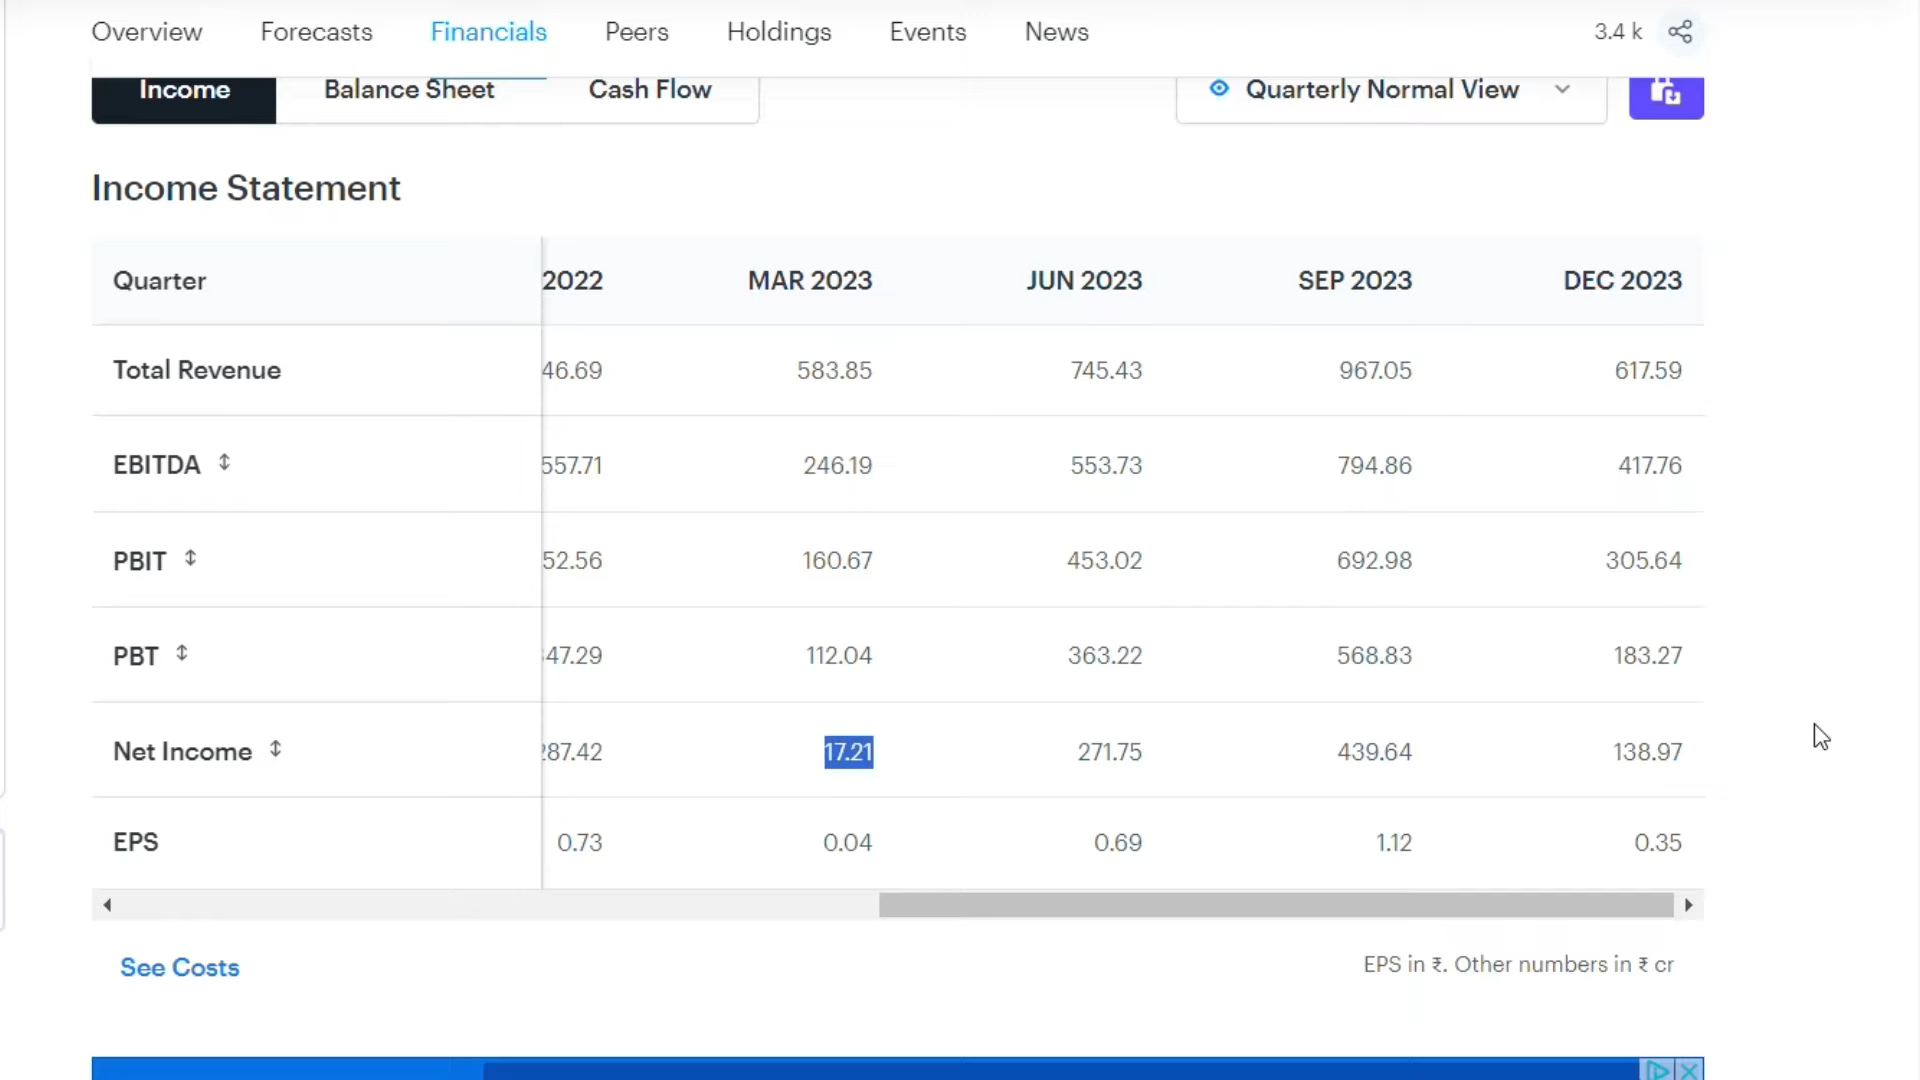 Overview Forecasts Financials Peers Holdings Events News 3.4 k
Income Balance Sheet Cash Flow Quarterly Normal View
Income Statement
Quarter 2022 MAR 2023 JUN 2023 SEP 2023 DEC 2023
Total Revenue 46.69 583.85 745.43 967.05 617.59
EBITDA 557.71 246.19 553.73 794.86 417.76
PBIT 52.56 160.67 453.02 692.98 305.64
PBT 47.29 112.04 363.22 568.83 183.27
Net Income 87.42 17.21 271.75 439.64 138.97
EPS 0.73 0.04 0.69 1.12 0.35
See Costs EPS in ₹. Other numbers in ₹ cr